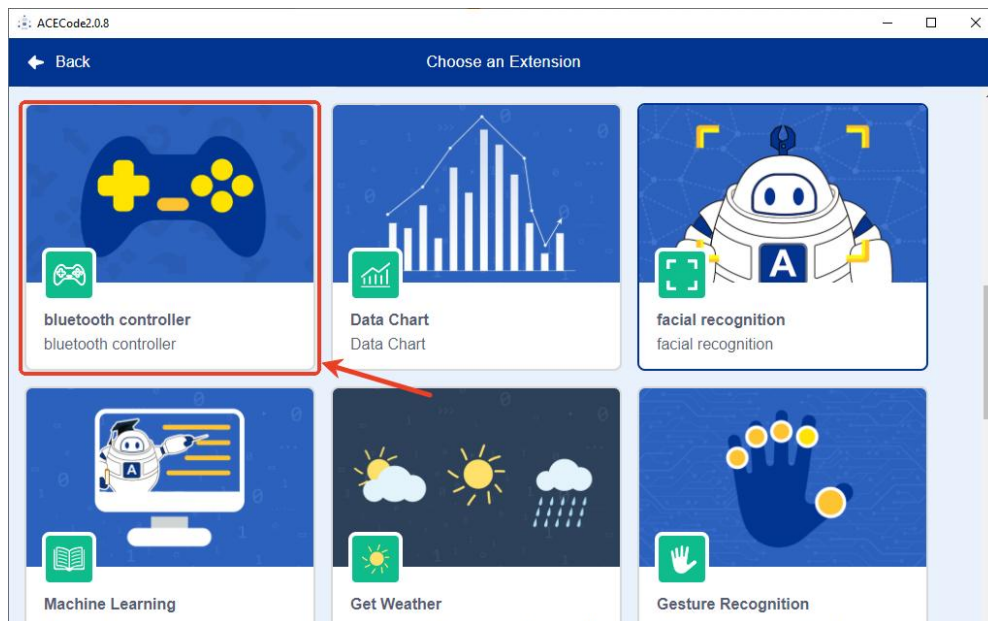 ACECode2.0.8
Back
Choose an Extension
bluetooth controller
bluetooth controller
Data Chart
Data Chart
A
facial recognition
facial recognition
A
Machine Learning
Get Weather
Gesture Recognition